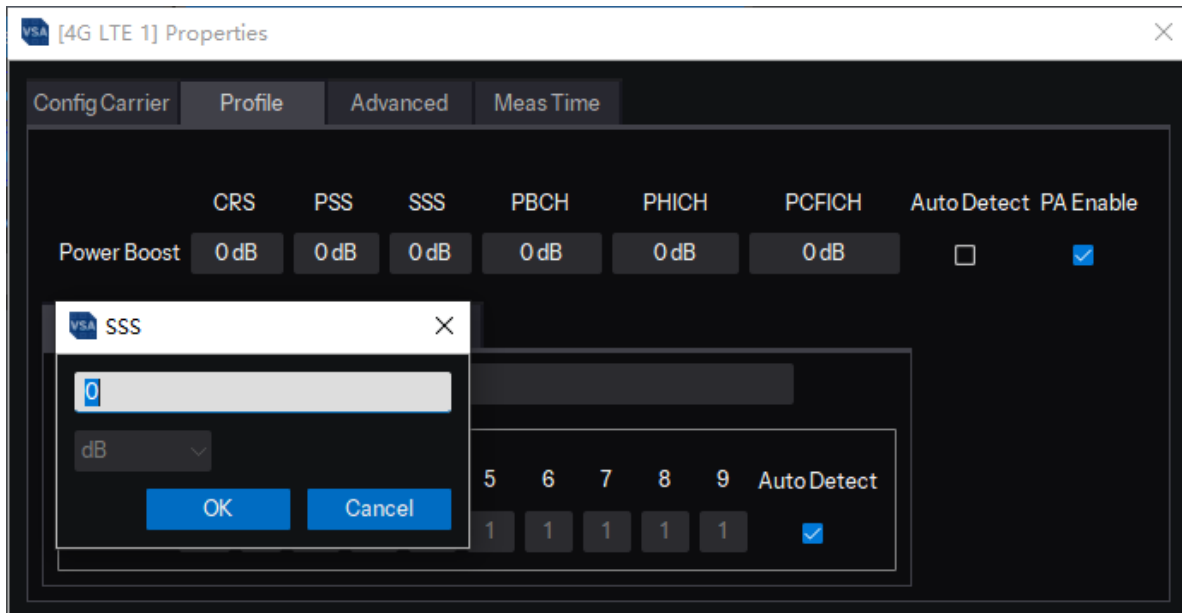 VSA [4G LTE 1] Properties
Config Carrier Profile Advanced Meas Time
CRS PSS SSS PBCH PHICH PCFICH Auto Detect PA Enable
Power Boost 0 dB 0 dB 0 dB 0 dB 0 dB 0 dB
VSA SSS
0
dB
5 6 7 8 9 Auto Detect
OK Cancel
1 1 1 1 1